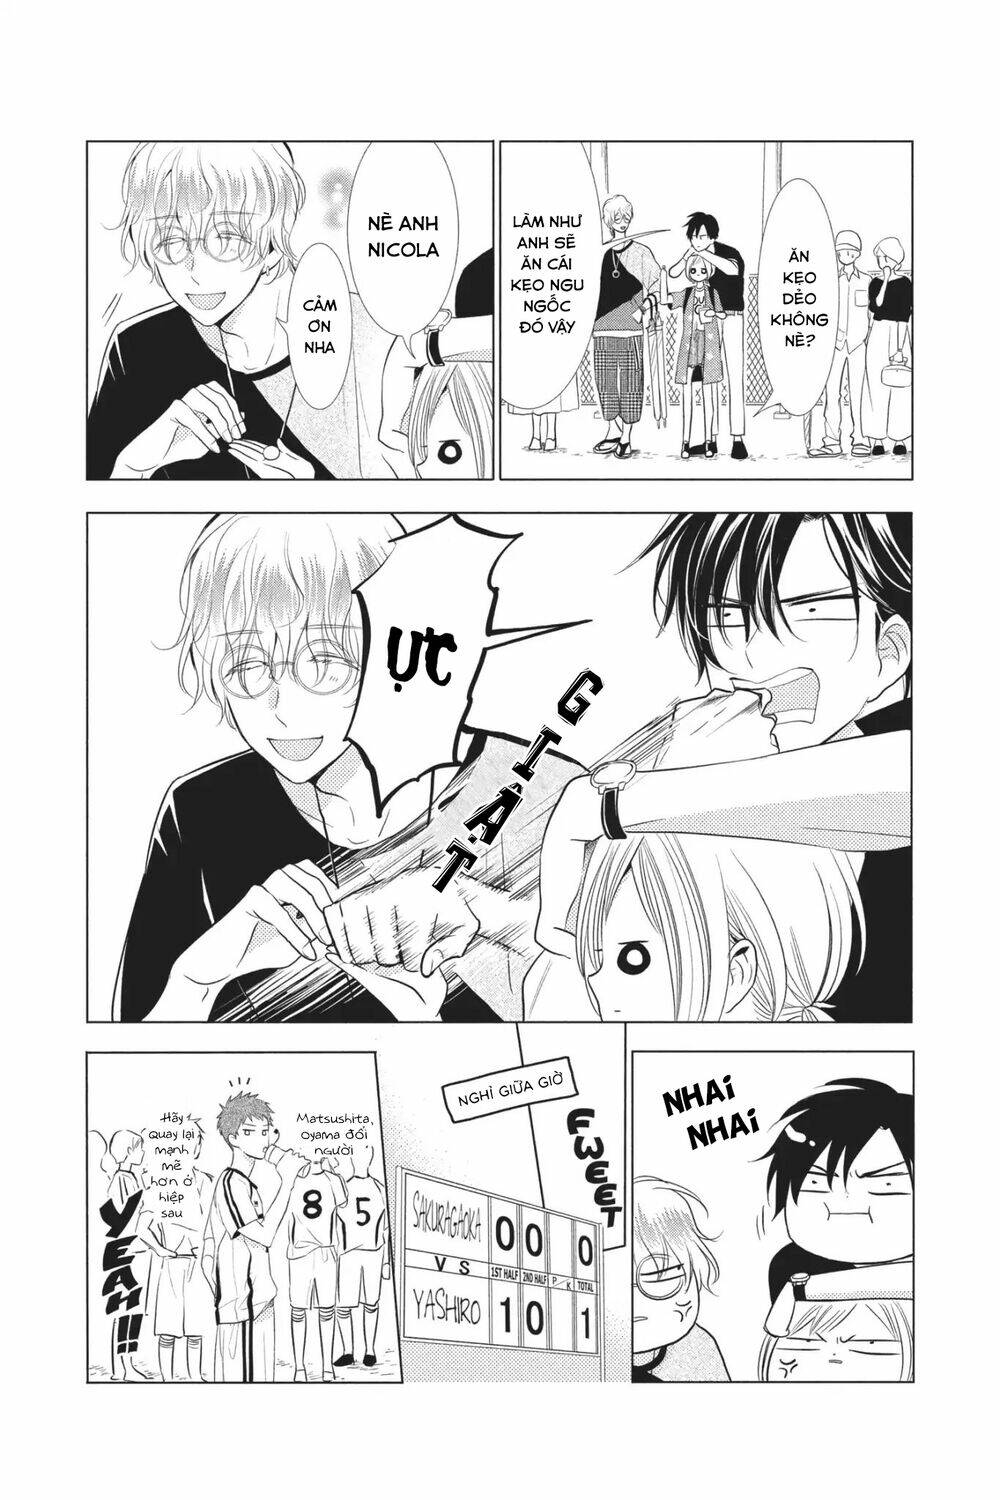 ĂN
KẸO
DẺO
KHÔNG
NÈ?
LÀM NHƯ
ANH SẼ
ĂN CÁI
KẸO NGU
NGỐC
ĐÓ VẬY
NÈ ANH
NICOLA
CẢM
ƠN
NHA
GIẬT
ỰC
NHAI
NHAI
NGHỈ GIỮA GIỜ
FWEET
SAKURAGAOKA 0 0 0
VS 1ST HALF 2ND HALF P K TOTAL
YASHIRO 1 0 1
Matsushita,
oyama đổi
người
8
5
Hãy
Quay lại
mạnh
mẽ
hơn ở
hiệp
sau
YEAH!!